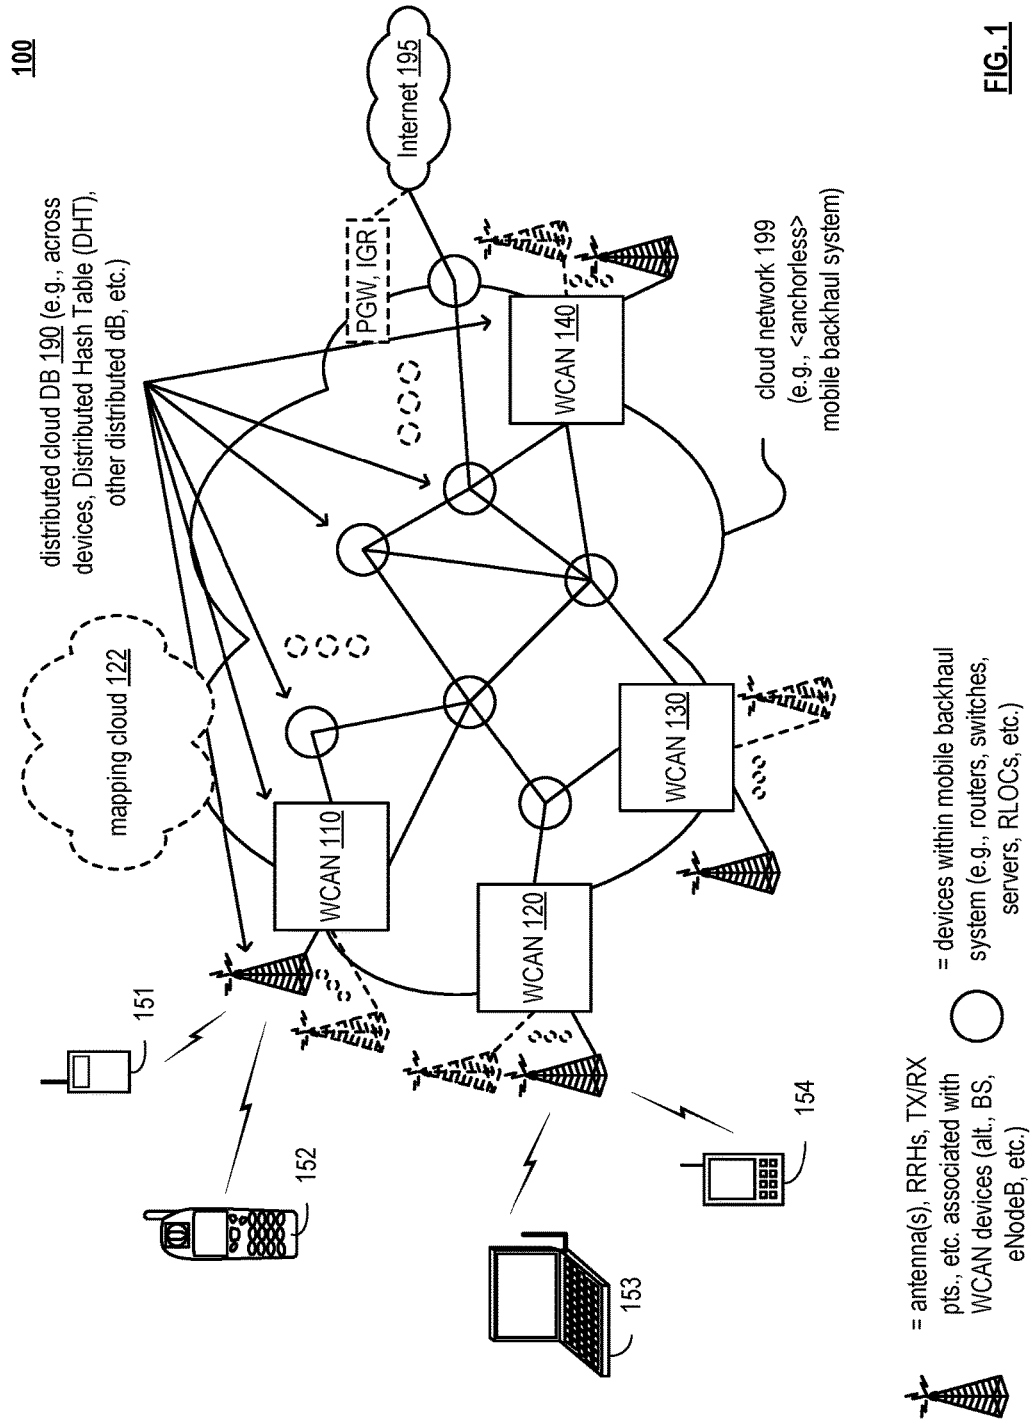 100
distributed cloud DB 190 (e.g., across
devices, Distributed Hash Table (DHT),
other distributed dB, etc.)
mapping cloud 122
Internet 195
PGW, IGR
151
152
153
154
WCAN 110
WCAN 120
WCAN 130
WCAN 140
cloud network 199
(e.g., <anchorless>
mobile backhaul system)
= antenna(s), RRHs, TX/RX
pts., etc. associated with
WCAN devices (alt., BS,
eNodeB, etc.)
= devices within mobile backhaul
system (e.g., routers, switches,
servers, RLOCs, etc.)
FIG. 1